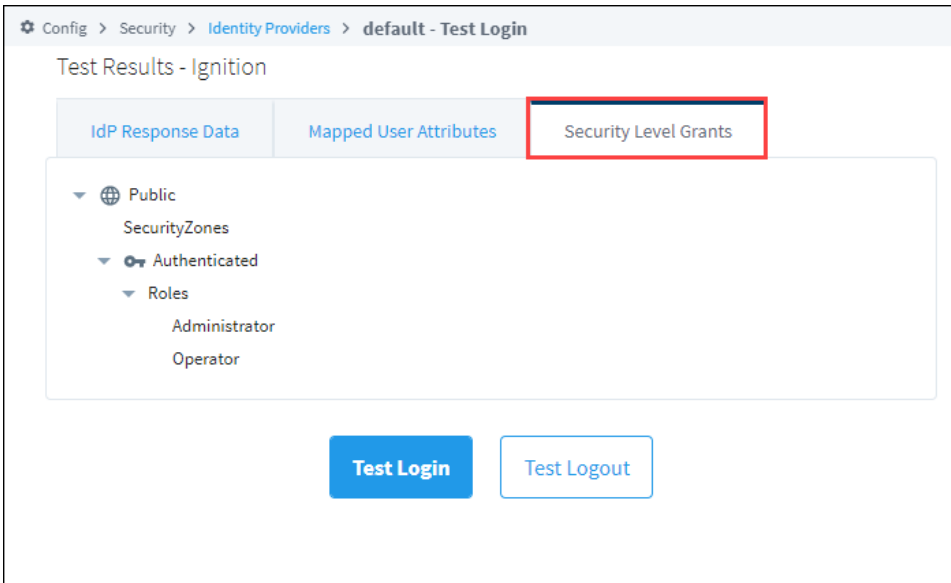 Config > Security > Identity Providers > default - Test Login
Test Results - Ignition
IdP Response Data Mapped User Attributes Security Level Grants
Public
SecurityZones
Authenticated
Roles
Administrator
Operator
Test Login Test Logout